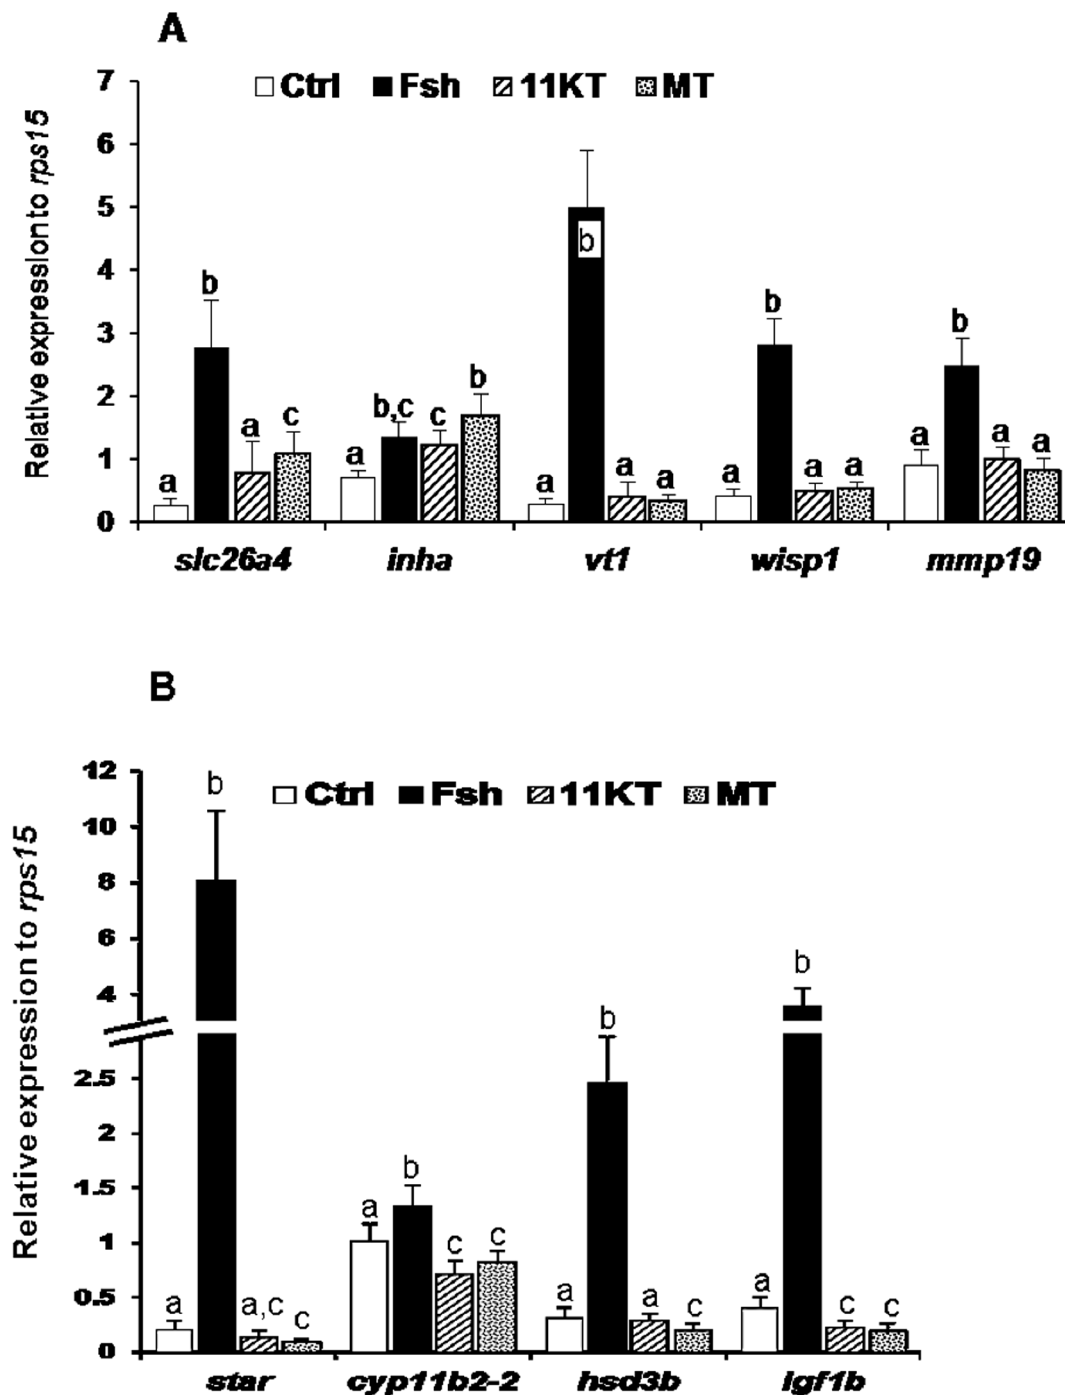 A
Relative expression to rps15
Ctrl Fsh 11KT MT
7
6
5
4
3
2
1
0
a b a c
a b,c c b
a b a a
a b a a
a b a a
slc26a4 inha vt1 wisp1 mmp19
B
Relative expression to rps15
Ctrl Fsh 11KT MT
12
10
8
6
4
2.5
2
1.5
1
0.5
0
a b a,c c
a b c c
a b a c
a b c c
star cyp11b2-2 hsd3b igf1b